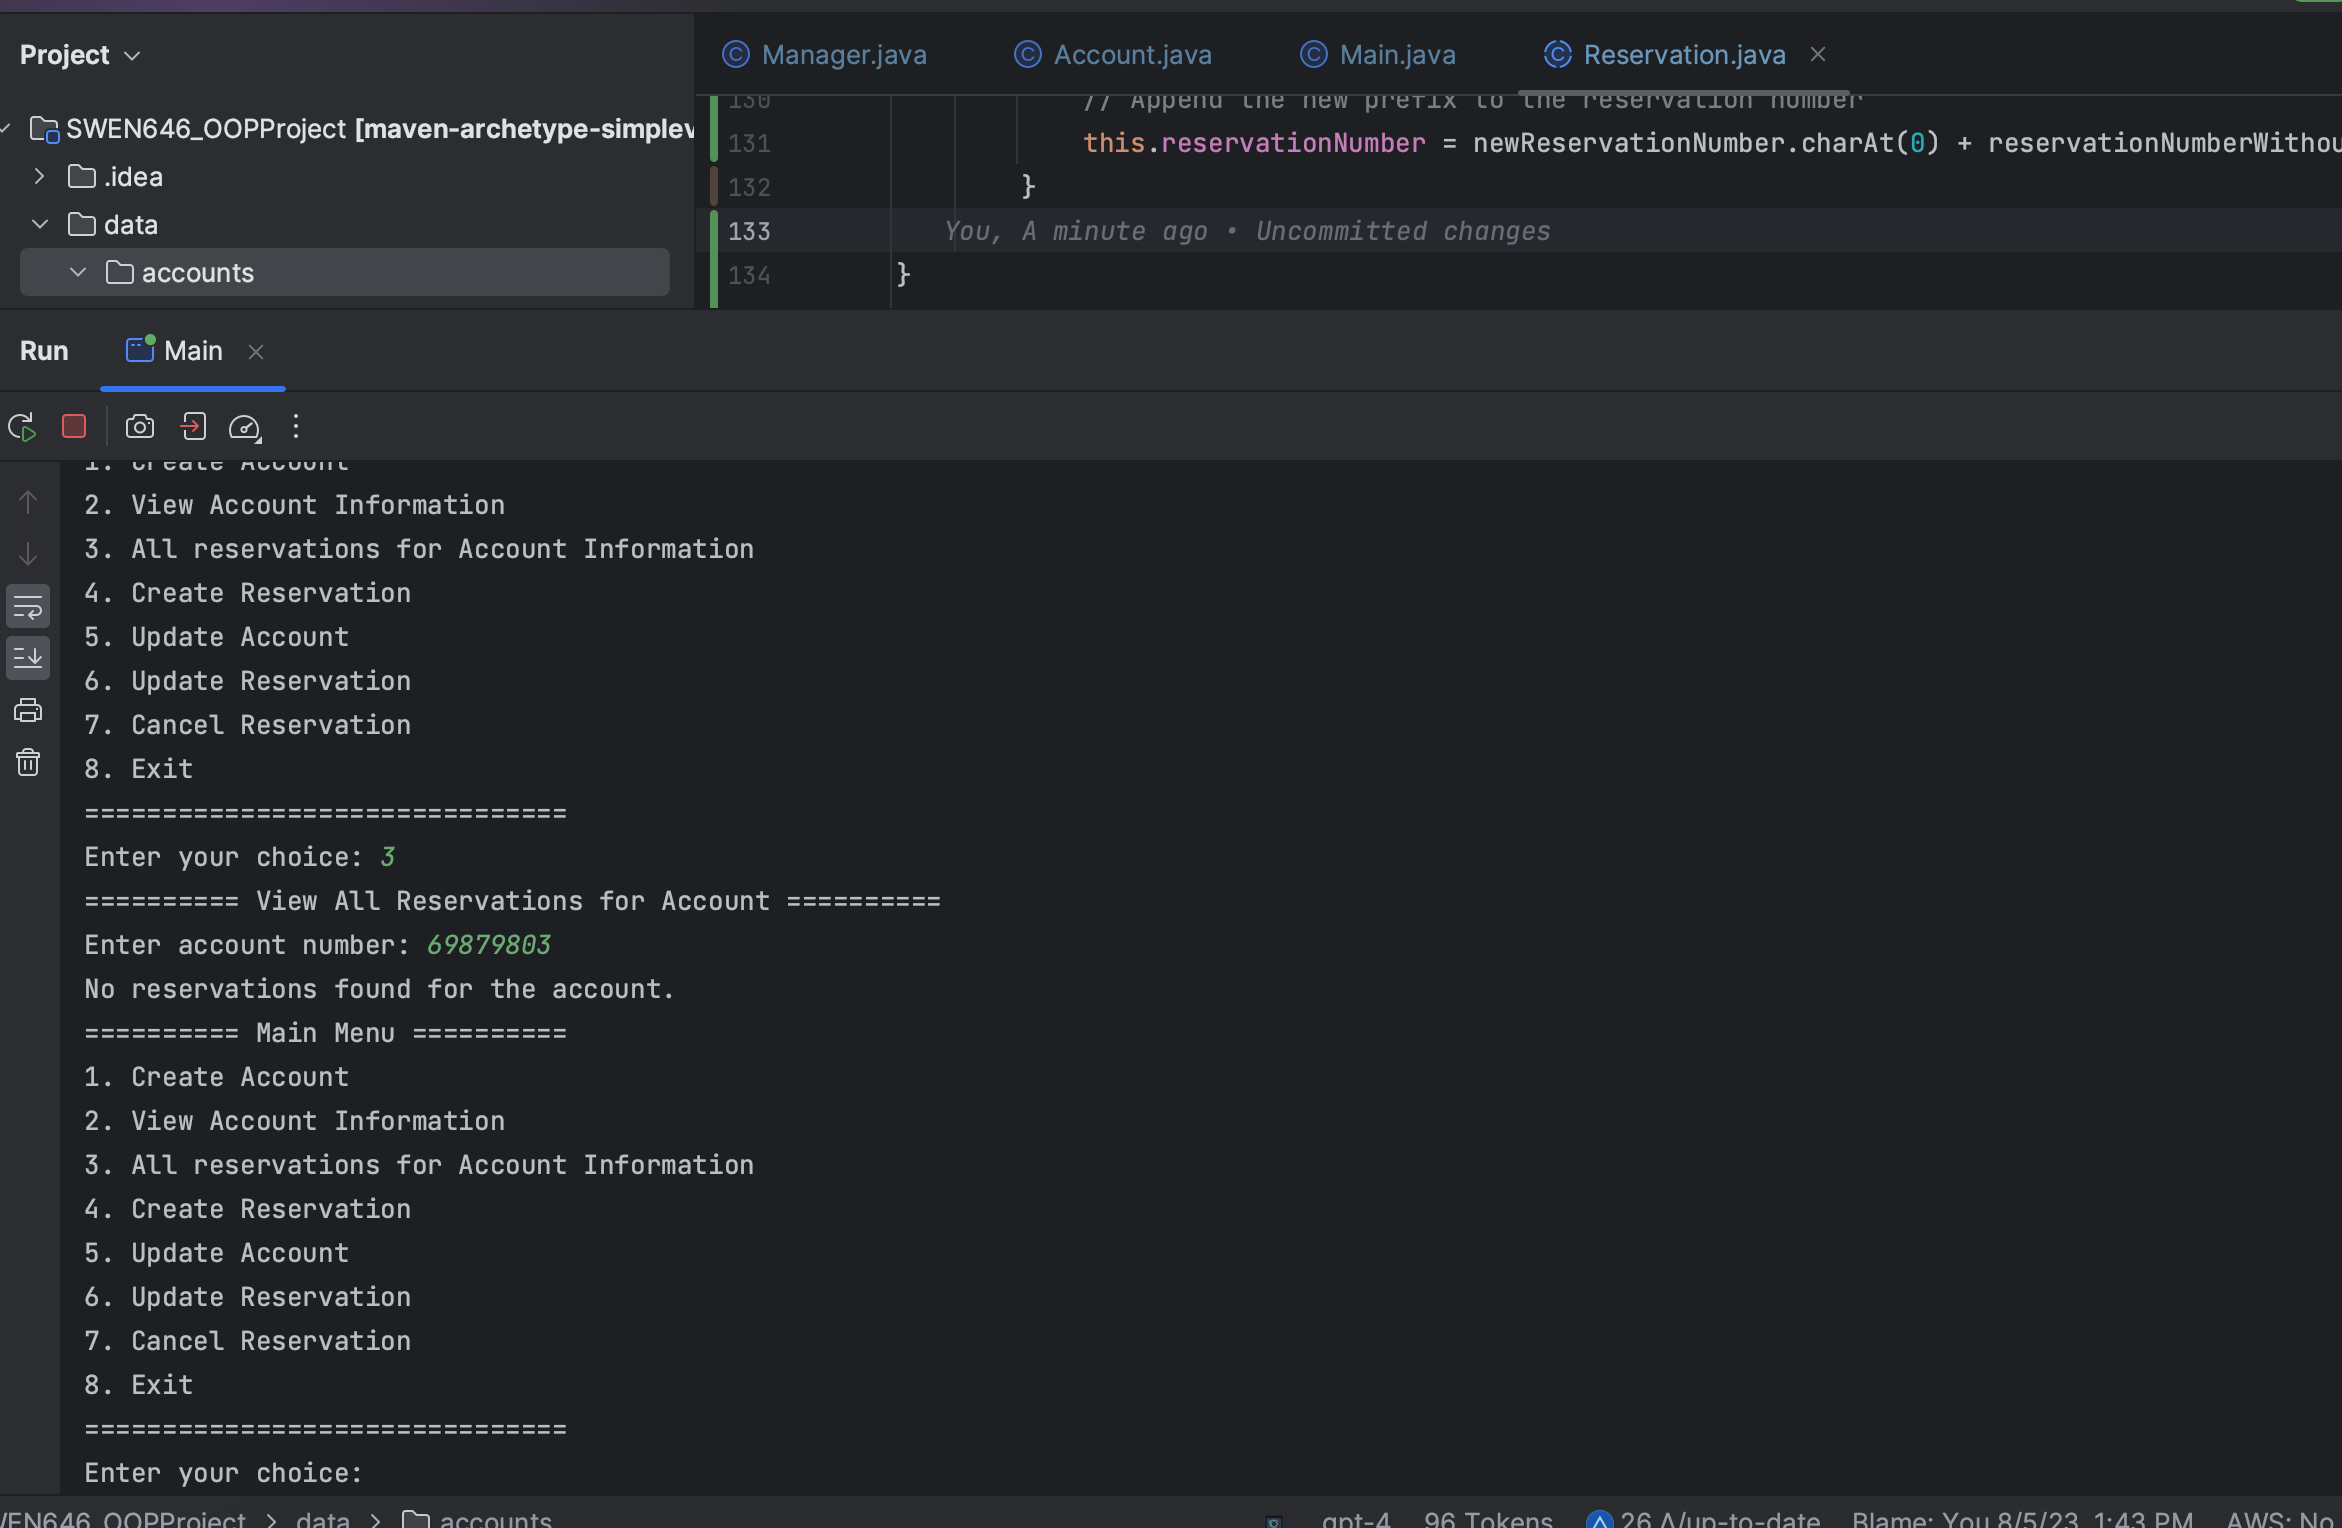 Project
Manager.java
Account.java
Main.java
Reservation.java
SWEN646_OOPProject [maven-archetype-simple
.idea
data
accounts
130 // Append the new prefix to the reservation number
131 this.reservationNumber = newReservationNumber.charAt(0) + reservationNumberWithou
132 }
133 You, A minute ago • Uncommitted changes
134 }
Run
Main
1. Create Account
2. View Account Information
3. All reservations for Account Information
4. Create Reservation
5. Update Account
6. Update Reservation
7. Cancel Reservation
8. Exit
===============================
Enter your choice: 3
========== View All Reservations for Account ==========
Enter account number: 69879803
No reservations found for the account.
========== Main Menu ==========
1. Create Account
2. View Account Information
3. All reservations for Account Information
4. Create Reservation
5. Update Account
6. Update Reservation
7. Cancel Reservation
8. Exit
===============================
Enter your choice:
WEN646_OOPProject > data > accounts
gpt-4 96 Tokens 26 Δ/up-to-date Blame: You 8/5/23, 1:43 PM AWS: No